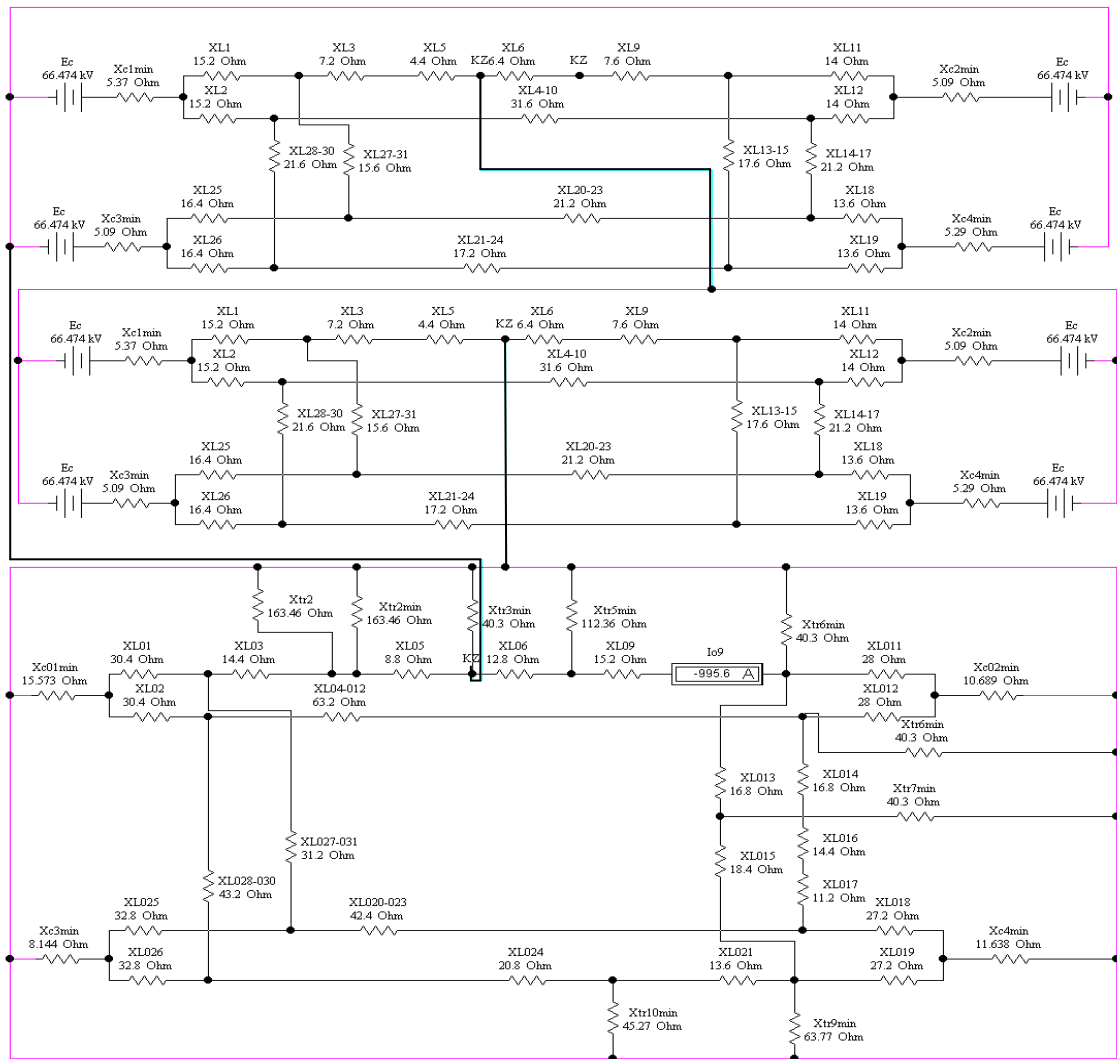 XL1
15.2 Ohm
XL3
7.2 Ohm
XL5
4.4 Ohm
KZ
XL6
6.4 Ohm
KZ
XL9
7.6 Ohm
XL11
14 Ohm
Ec
66.474 kV
Xc1min
5.37 Ohm
XL2
15.2 Ohm
XL4-10
31.6 Ohm
XL12
14 Ohm
Xc2min
5.09 Ohm
Ec
66.474 kV
XL28-30
21.6 Ohm
XL27-31
15.6 Ohm
XL13-15
17.6 Ohm
XL14-17
21.2 Ohm
XL25
16.4 Ohm
XL20-23
21.2 Ohm
XL18
13.6 Ohm
Ec
66.474 kV
Xc3min
5.09 Ohm
XL26
16.4 Ohm
XL21-24
17.2 Ohm
XL19
13.6 Ohm
Xc4min
5.29 Ohm
Ec
66.474 kV
XL1
15.2 Ohm
XL3
7.2 Ohm
XL5
4.4 Ohm
KZ
XL6
6.4 Ohm
XL9
7.6 Ohm
XL11
14 Ohm
Ec
66.474 kV
Xc1min
5.37 Ohm
XL2
15.2 Ohm
XL4-10
31.6 Ohm
XL12
14 Ohm
Xc2min
5.09 Ohm
Ec
66.474 kV
XL28-30
21.6 Ohm
XL27-31
15.6 Ohm
XL13-15
17.6 Ohm
XL14-17
21.2 Ohm
XL25
16.4 Ohm
XL20-23
21.2 Ohm
XL18
13.6 Ohm
Ec
66.474 kV
Xc3min
5.09 Ohm
XL26
16.4 Ohm
XL21-24
17.2 Ohm
XL19
13.6 Ohm
Xc4min
5.29 Ohm
Ec
66.474 kV
Xtr2
163.46 Ohm
Xtr2min
163.46 Ohm
Xtr3min
40.3 Ohm
Xtr5min
112.36 Ohm
Xtr6min
40.3 Ohm
XL01
30.4 Ohm
XL03
14.4 Ohm
XL05
8.8 Ohm
KZ
XL06
12.8 Ohm
XL09
15.2 Ohm
Io9
-995.6 A
XL011
28 Ohm
Xc01min
15.573 Ohm
XL02
30.4 Ohm
XL04-012
63.2 Ohm
XL012
28 Ohm
Xc02min
10.689 Ohm
Xtr6min
40.3 Ohm
XL013
16.8 Ohm
XL014
16.8 Ohm
Xtr7min
40.3 Ohm
XL027-031
31.2 Ohm
XL015
18.4 Ohm
XL016
14.4 Ohm
XL028-030
43.2 Ohm
XL017
11.2 Ohm
XL025
32.8 Ohm
XL020-023
42.4 Ohm
XL018
27.2 Ohm
Xc3min
8.144 Ohm
XL026
32.8 Ohm
XL024
20.8 Ohm
XL021
13.6 Ohm
XL019
27.2 Ohm
Xc4min
11.638 Ohm
Xtr10min
45.27 Ohm
Xtr9min
63.77 Ohm